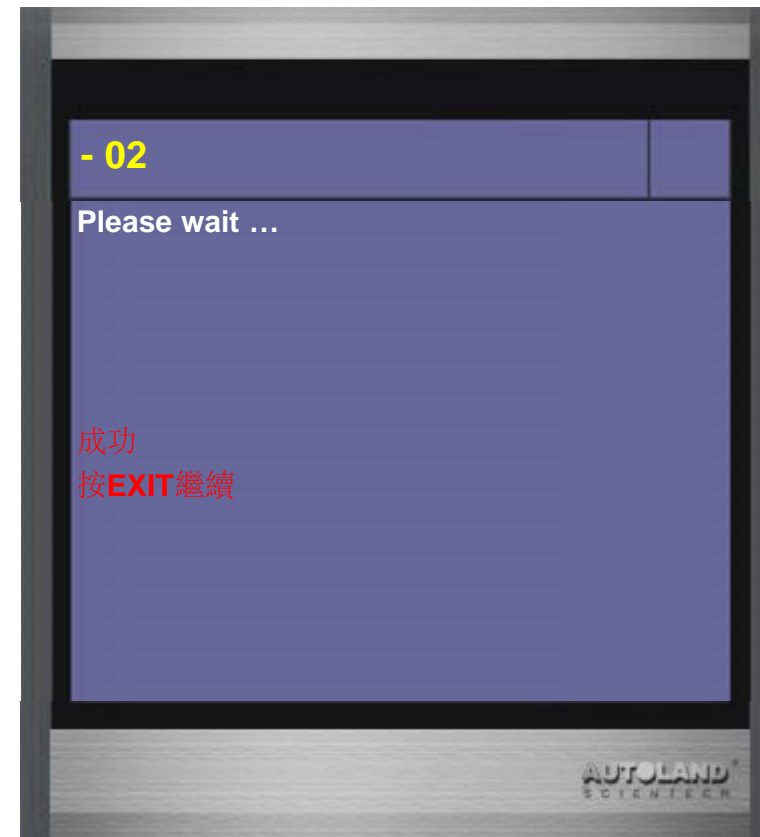 - 02
Please wait …
成功
按EXIT繼續
AUTOLAND
SCIENTECH